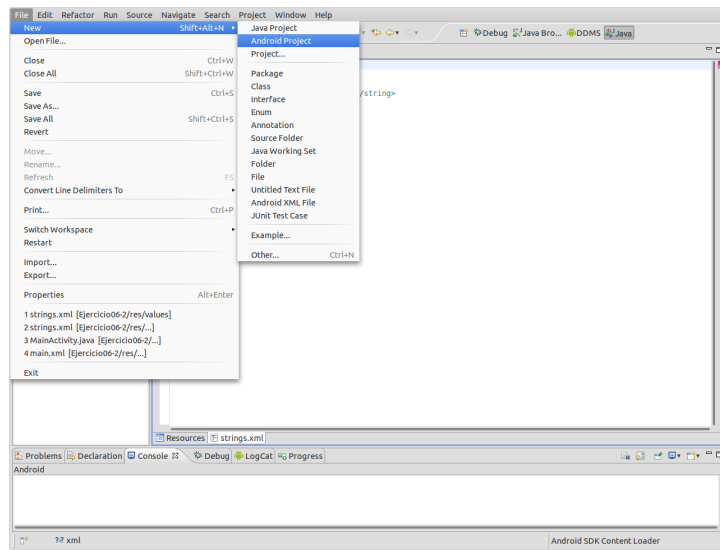 File Edit Refactor Run Source Navigate Search Project Window Help
New Shift+Alt+N
Open File...
Close Ctrl+W
Close All Shift+Ctrl+W
Save Ctrl+S
Save As...
Save All Shift+Ctrl+S
Revert
Move...
Rename...
Refresh F5
Convert Line Delimiters To
Print... Ctrl+P
Switch Workspace
Restart
Import...
Export...
Properties Alt+Enter
1 strings.xml [Ejercicio06-2/res/values]
2 strings.xml [Ejercicio06-2/res/...]
3 MainActivity.java [Ejercicio06-2/...]
4 main.xml [Ejercicio06-2/res/...]
Exit
Java Project
Android Project
Project...
Package
Class
Interface
Enum
Annotation
Source Folder
Java Working Set
Folder
File
Untitled Text File
Android XML File
JUnit Test Case
Example...
Other... Ctrl+N
Debug Java Bro... DDMS Java
/string>
Resources strings.xml
Problems Declaration Console Debug LogCat Progress
Android
xml Android SDK Content Loader